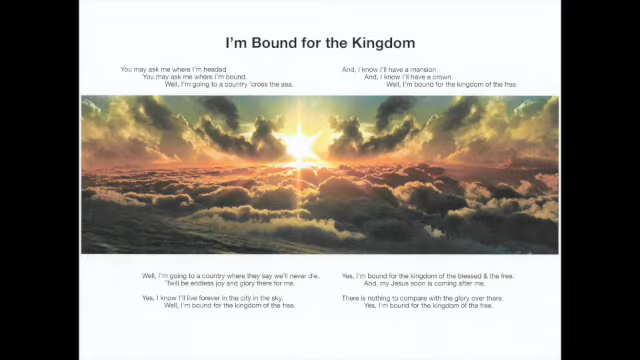 I'm Bound for the Kingdom
You may ask me where I'm headed
You may ask me where I'm bound.
Well, I'm going to a country 'cross the sea.
And, I know I'll have a mansion
And, I know I'll have a crown.
Well, I'm bound for the kingdom of the free.
Well, I'm going to a country where they say we'll never die.
'Twill be endless joy and glory there for me.
Yes, I know I'll live forever in the city in the sky.
Well, I'm bound for the kingdom of the free.
Yes, I'm bound for the kingdom of the blessed & the free.
And, my Jesus soon is coming after me.
There is nothing to compare with the glory over there.
Yes, I'm bound for the kingdom of the free.